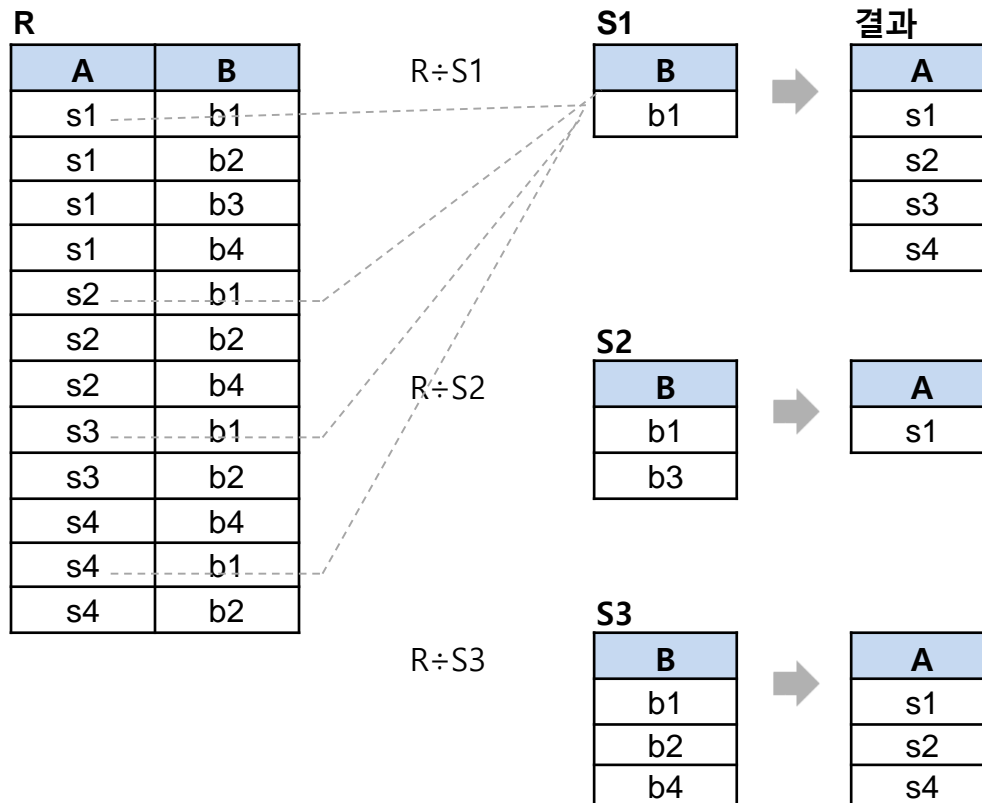 R
A B
s1 b1
s1 b2
s1 b3
s1 b4
s2 b1
s2 b2
s2 b4
s3 b1
s3 b2
s4 b4
s4 b1
s4 b2
R÷S1
S1
B
b1
결과
A
s1
s2
s3
s4
R÷S2
S2
B
b1
b3
A
s1
R÷S3
S3
B
b1
b2
b4
A
s1
s2
s4